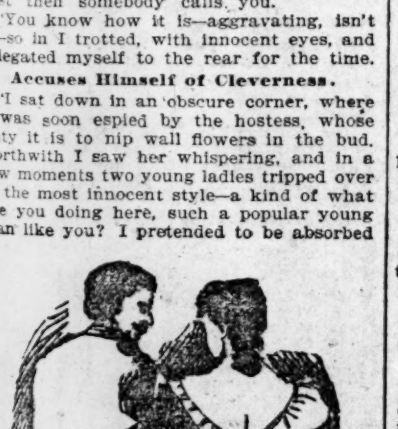 then somebody calls you.
"You know how it is—aggravating, isn't
—so in I trotted, with innocent eyes, and
legated myself to the rear for the time.
Accuses Himself of Cleverness.
"I sat down in an obscure corner, where
was soon espied by the hostess, whose
ty it is to nip wall flowers in the bud.
orthwith I saw her whispering, and in a
w moments two young ladies tripped over
the most innocent style—a kind of what
e you doing here, such a popular young
an like you? I pretended to be absorbed